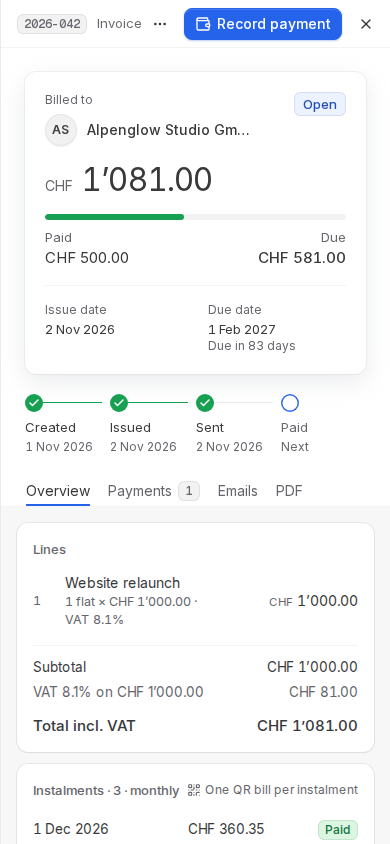 2026-042 Invoice ··· Record payment
Billed to
Open
AS Alpenglow Studio Gm...
CHF 1’081.00
Paid Due
CHF 500.00 CHF 581.00
Issue date Due date
2 Nov 2026 1 Feb 2027
Due in 83 days
Created Issued Sent Paid
1 Nov 2026 2 Nov 2026 2 Nov 2026 Next
Overview Payments 1 Emails PDF
Lines
Website relaunch
1 1 flat × CHF 1’000.00 · CHF 1’000.00
VAT 8.1%
Subtotal CHF 1’000.00
VAT 8.1% on CHF 1’000.00 CHF 81.00
Total incl. VAT CHF 1’081.00
Instalments · 3 · monthly One QR bill per instalment
1 Dec 2026 CHF 360.35 Paid